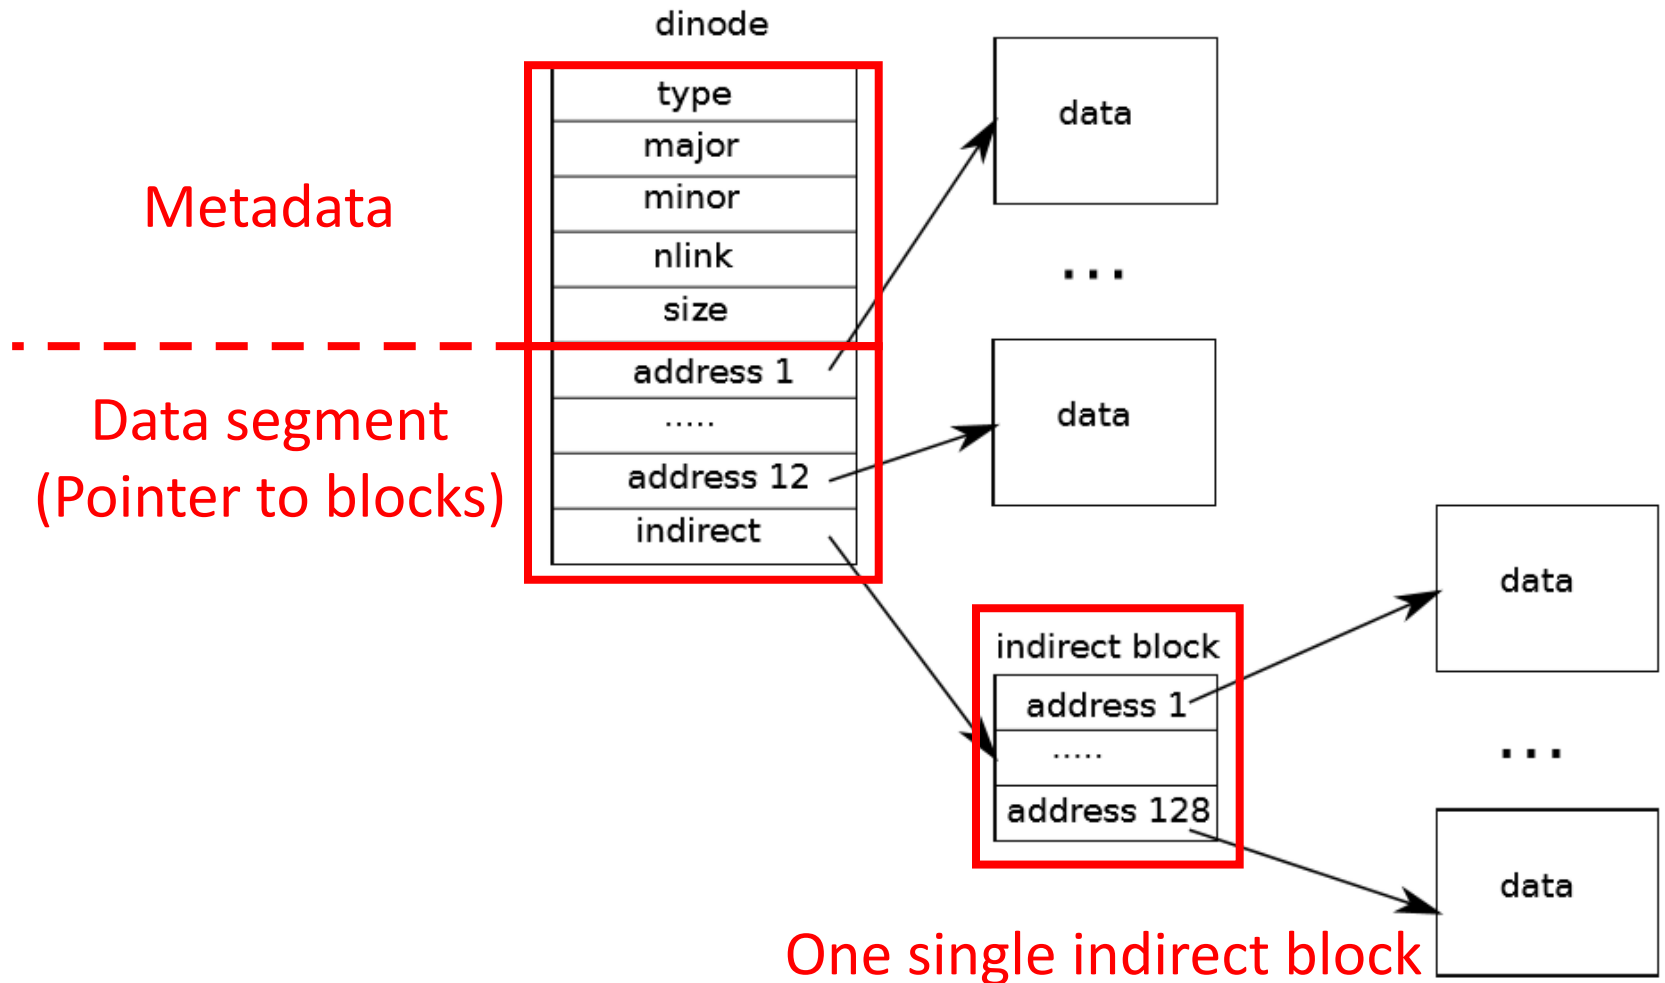 dinode
type
major
minor
nlink
size
address 1
.....
address 12
indirect
Metadata
Data segment
(Pointer to blocks)
data
...
data
indirect block
address 1
.....
address 128
data
...
data
One single indirect block